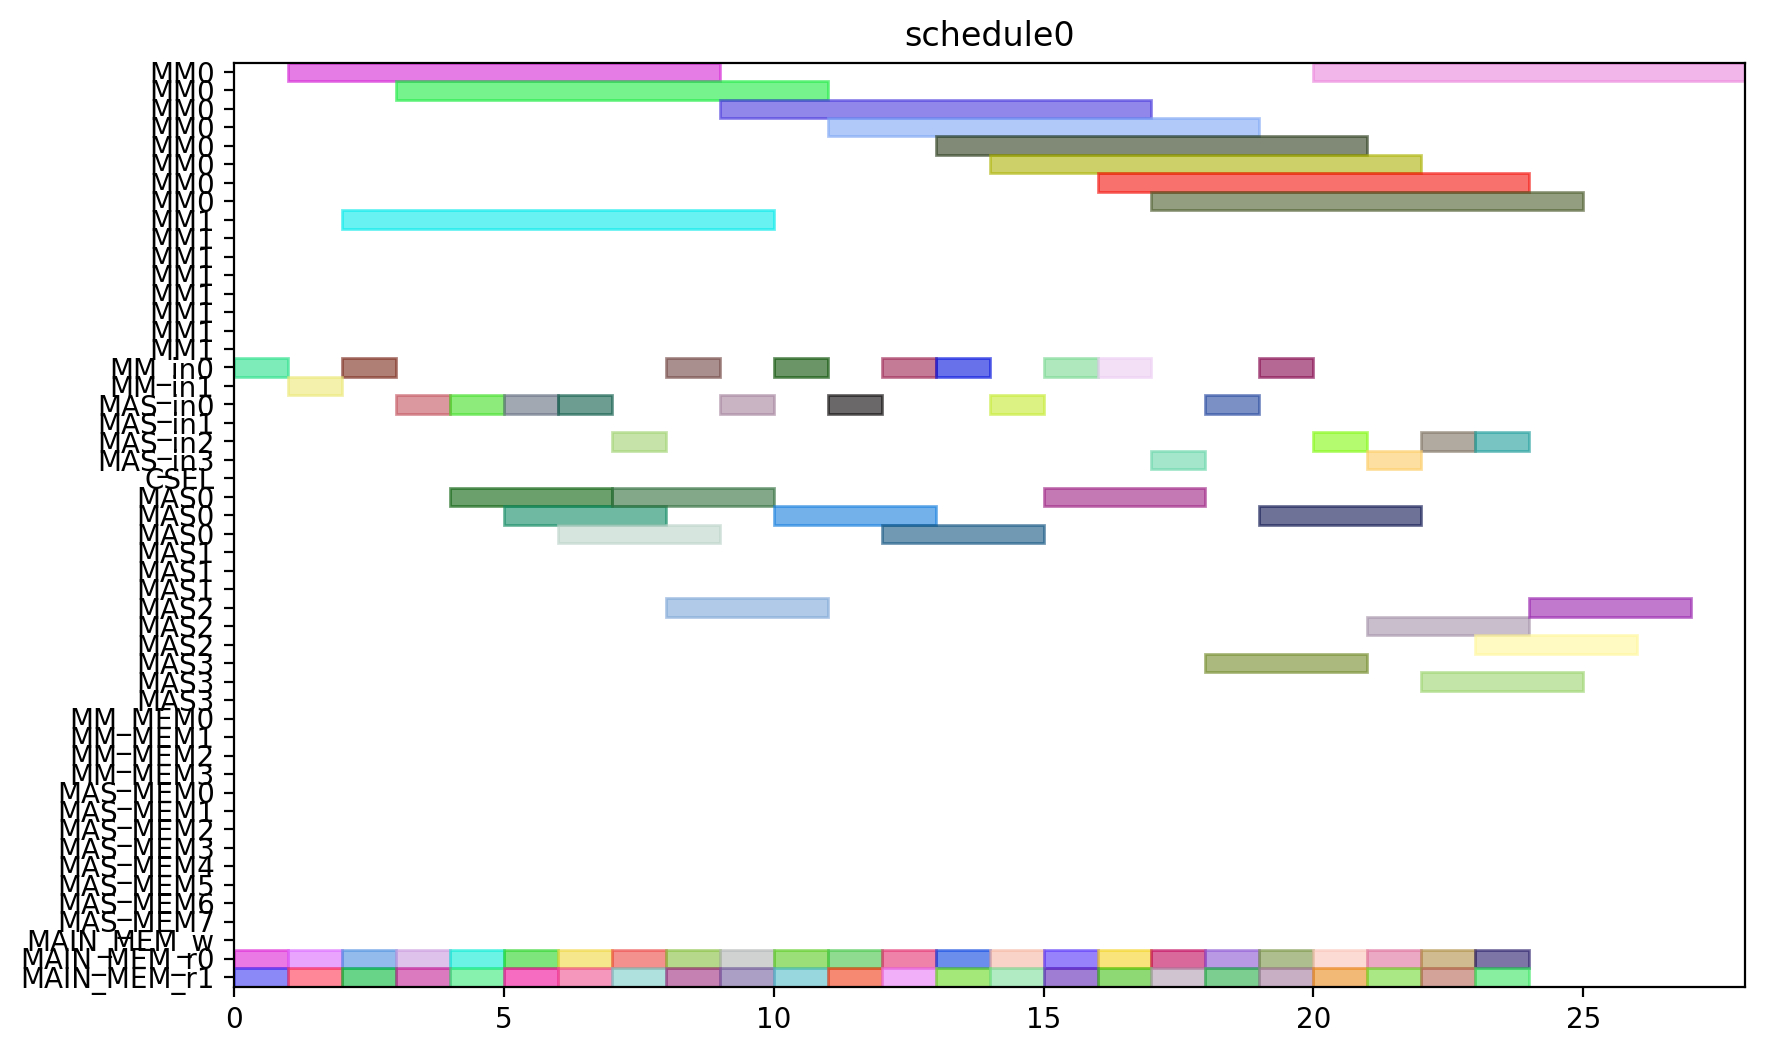 schedule0
MM0
MM0
MM0
MM0
MM0
MM0
MM0
MM0
MM1
MM1
MM1
MM1
MM1
MM1
MM1
MM1
MM_in0
MM_in1
MAS_in0
MAS_in1
MAS_in2
MAS_in3
CSEL
MAS0
MAS0
MAS0
MAS1
MAS1
MAS1
MAS2
MAS2
MAS2
MAS3
MAS3
MAS3
MM_MEM0
MM_MEM1
MM_MEM2
MM_MEM3
MAS_MEM0
MAS_MEM1
MAS_MEM2
MAS_MEM3
MAS_MEM4
MAS_MEM5
MAS_MEM6
MAS_MEM7
MAIN_MEM_w
MAIN_MEM_r0
MAIN_MEM_r1
0 5 10 15 20 25